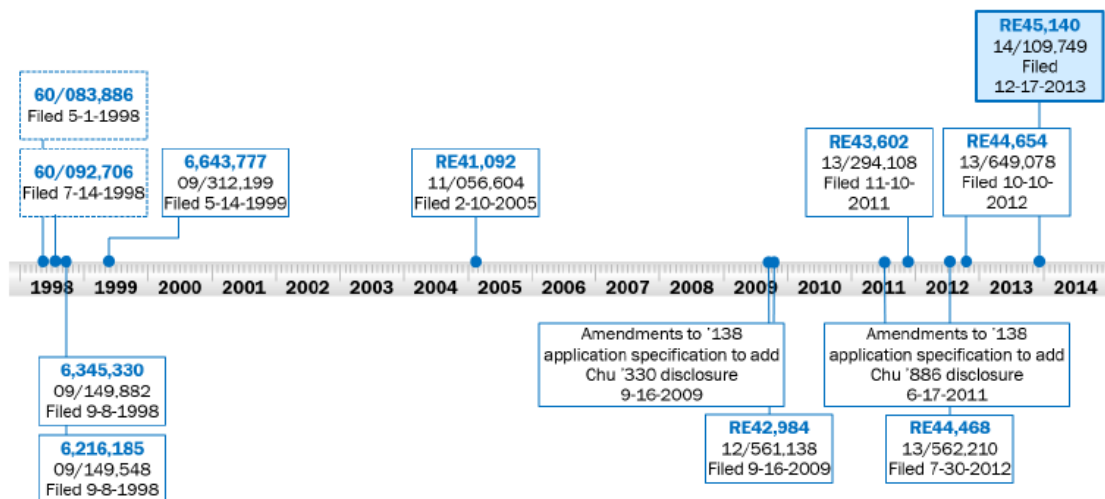 RE45,140
14/109,749
Filed
12-17-2013
60/083,886
Filed 5-1-1998
60/092,706
Filed 7-14-1998
6,643,777
09/312,199
Filed 5-14-1999
RE41,092
11/056,604
Filed 2-10-2005
RE43,602
13/294,108
Filed 11-10-
2011
RE44,654
13/649,078
Filed 10-10-
2012
1998 1999 2000 2001 2002 2003 2004 2005 2006 2007 2008 2009 2010 2011 2012 2013 2014
6,345,330
09/149,882
Filed 9-8-1998
6,216,185
09/149,548
Filed 9-8-1998
Amendments to '138
application specification to add
Chu '330 disclosure
9-16-2009
RE42,984
12/561,138
Filed 9-16-2009
Amendments to '138
application specification to add
Chu '886 disclosure
6-17-2011
RE44,468
13/562,210
Filed 7-30-2012